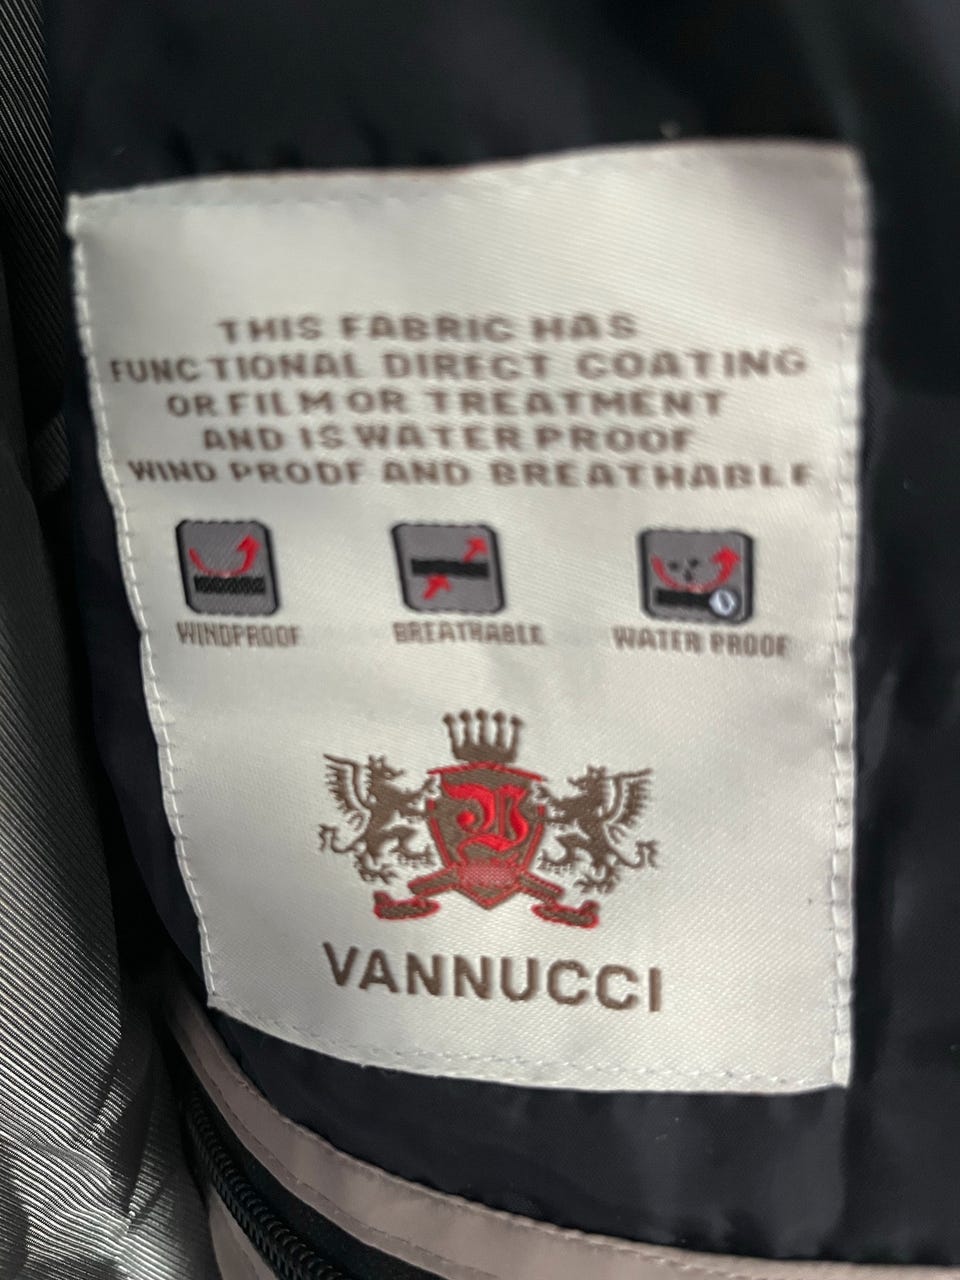 THIS FABRIC HAS
FUNCTIONAL DIRECT COATING
OR FILM OR TREATMENT
AND IS WATER PROOF
WIND PROOF AND BREATHABLE
WINDPROOF BREATHABLE WATER PROOF
B
VANNUCCI